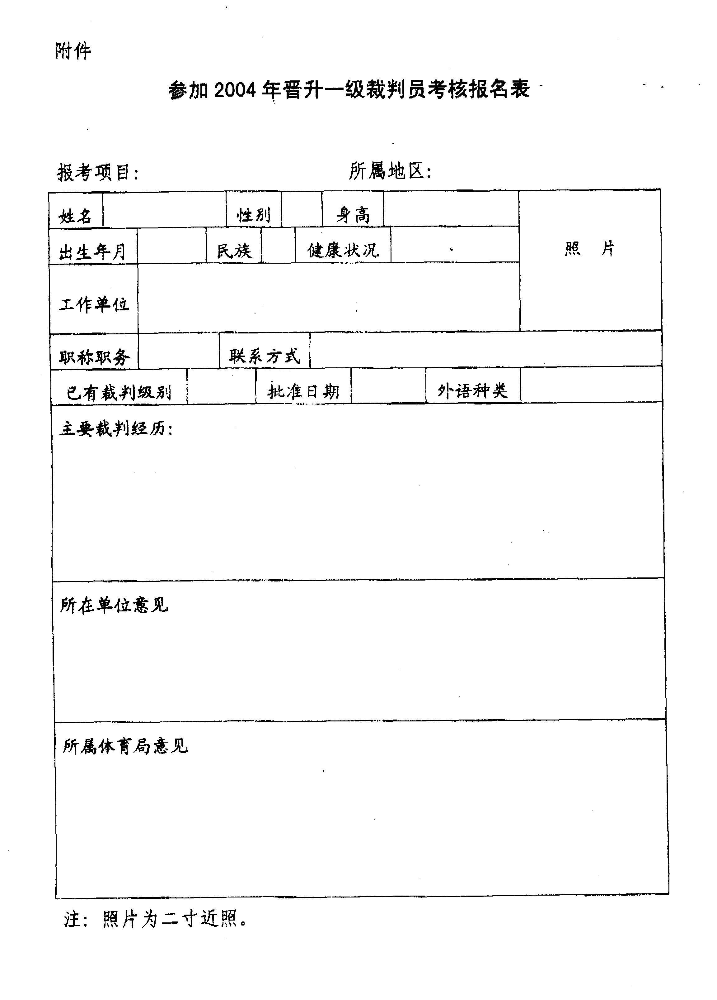 附件
参加 2004 年晋升一级裁判员考核报名表
报考项目: 所属地区:
姓名 性别 身高
出生年月 民族 健康状况 照 片
工作单位
职称职务 联系方式
已有裁判级别 批准日期 外语种类
主要裁判经历:
所在单位意见
所属体育局意见
注: 照片为二寸近照。